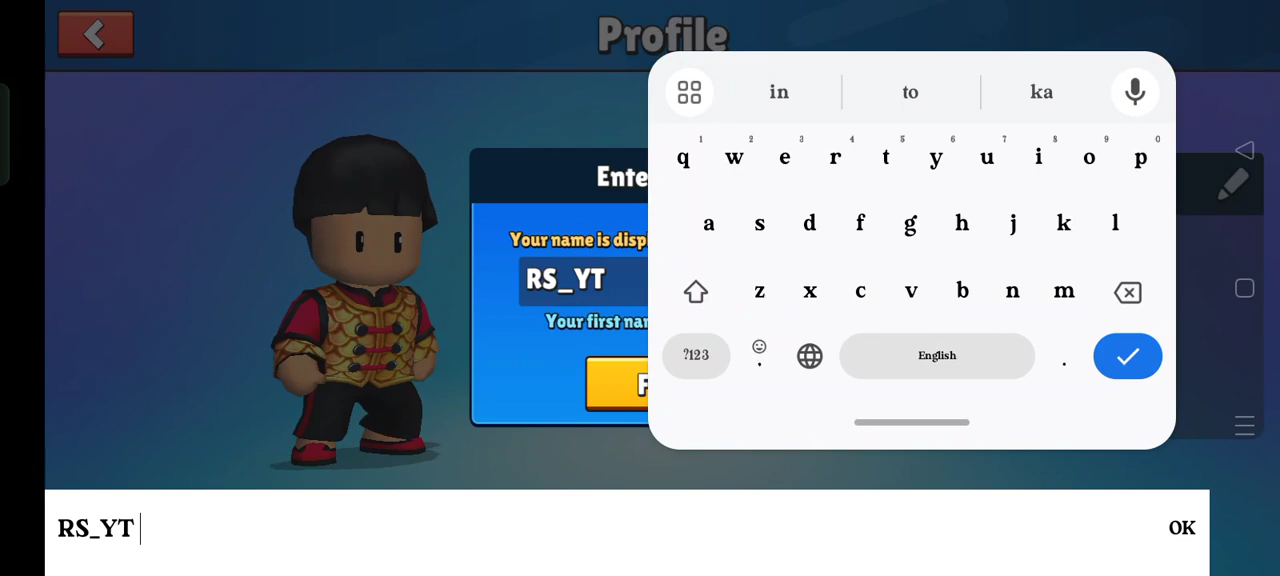 Profile
in to ka
1 2 3 4 5 6 7 8 9 0
q w e r t y u i o p
Ente
Your name is displ
a s d f g h j k l
RS_YT
z x c v b n m
Your first nar
?123 . English .
RS_YT
OK